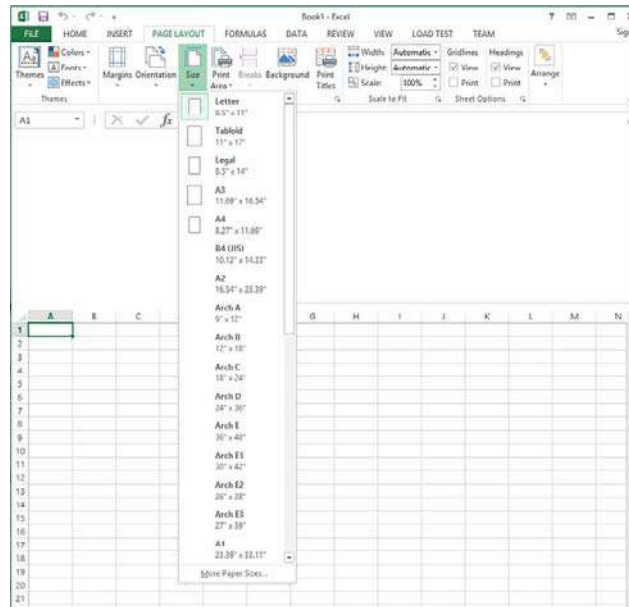 Book1 - Excel
FILE HOME INSERT PAGE LAYOUT FORMULAS DATA REVIEW VIEW LOAD TEST TEAM Sig
Colors
Fonts
Effects
Themes
Margins Orientation Size Print Area Breaks Background Print Titles
Width: Automatic
Height: Automatic
Scale: 100%
Gridlines Headings
View View
Print Print
Arrange
Themes Scale to Fit Sheet Options
A1 fx
Letter
8.5" x 11"
Tabloid
11" x 17"
Legal
8.5" x 14"
A3
11.69" x 16.54"
A4
8.27" x 11.69"
B4 (JIS)
10.12" x 14.33"
A2
16.54" x 23.39"
Arch A
9" x 12"
Arch B
12" x 18"
Arch C
18" x 24"
Arch D
24" x 36"
Arch E
36" x 48"
Arch E1
30" x 42"
Arch E2
26" x 38"
Arch E3
27" x 39"
A1
23.39" x 33.11"
More Paper Sizes...
A B C G H I J K L M N
1
2
3
4
5
6
7
8
9
10
11
12
13
14
15
16
17
18
19
20
21